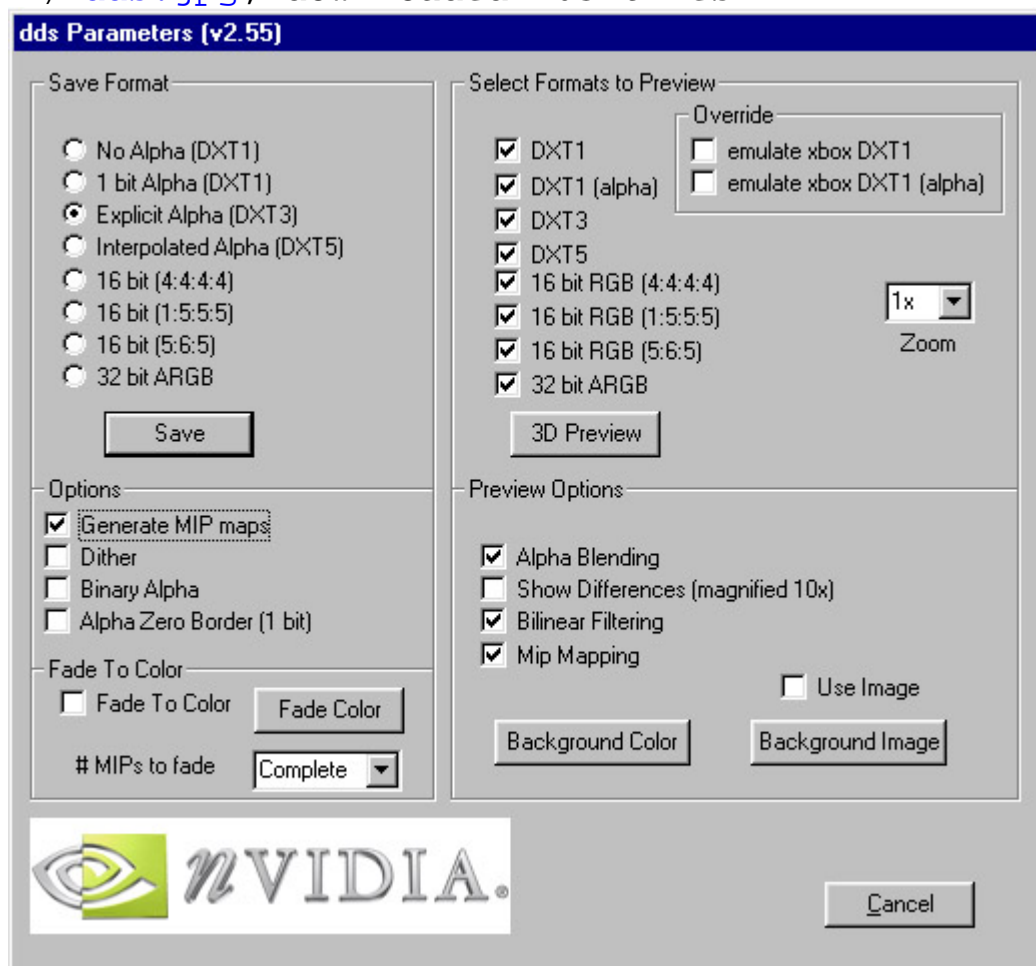 dds Parameters (v2.55)
Save Format
No Alpha (DXT1)
1 bit Alpha (DXT1)
Explicit Alpha (DXT3)
Interpolated Alpha (DXT5)
16 bit (4:4:4:4)
16 bit (1:5:5:5)
16 bit (5:6:5)
32 bit ARGB
Save
Select Formats to Preview
Override
emulate xbox DXT1
emulate xbox DXT1 (alpha)
DXT1
DXT1 (alpha)
DXT3
DXT5
16 bit RGB (4:4:4:4)
16 bit RGB (1:5:5:5)
16 bit RGB (5:6:5)
32 bit ARGB
1x
Zoom
3D Preview
Options
Generate MIP maps
Dither
Binary Alpha
Alpha Zero Border (1 bit)
Fade To Color
Fade To Color
Fade Color
# MIPs to fade
Complete
Preview Options
Alpha Blending
Show Differences (magnified 10x)
Bilinear Filtering
Mip Mapping
Use Image
Background Color
Background Image
nVIDIA.
Cancel